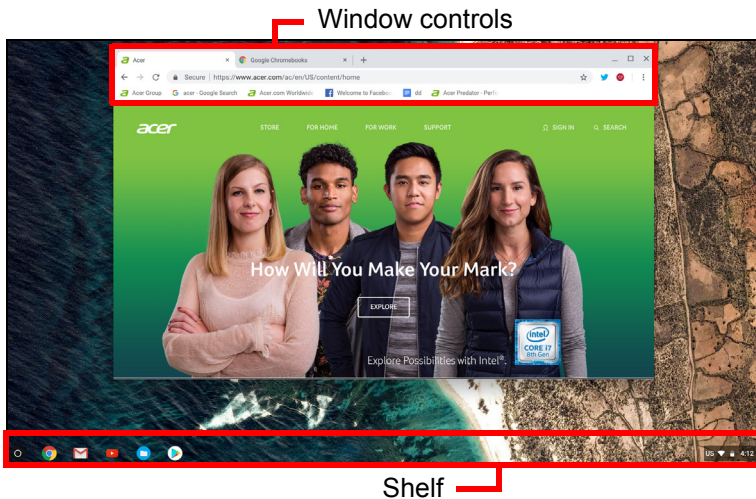 Window controls
Acer
Google Chromebooks
Secure https://www.acer.com/ac/en/US/content/home
Acer Group acer - Google Search Acer.com Worldwide Welcome to Facebo dd Acer Predator - Perf
acer STORE FOR HOME FOR WORK SUPPORT SIGN IN SEARCH
How Will You Make Your Mark?
EXPLORE
(intel)
CORE i7
8th Gen
Explore Possibilities with Intel®.
US 4:12
Shelf